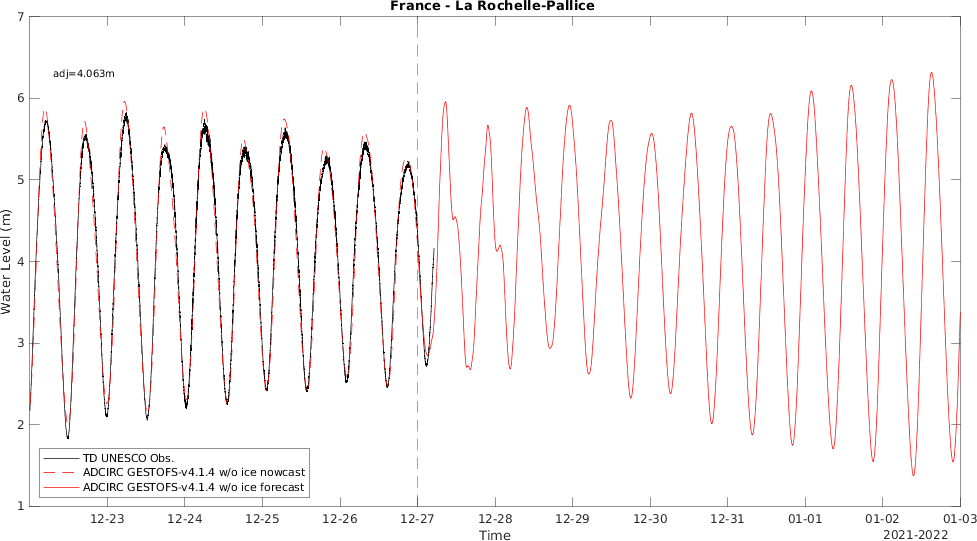 France - La Rochelle-Pallice
7
6
5
4
3
2
1
adj=4.063m
Water Level (m)
TD UNESCO Obs.
ADCIRC GESTOFS-v4.1.4 w/o ice nowcast
ADCIRC GESTOFS-v4.1.4 w/o ice forecast
12-23 12-24 12-25 12-26 12-27 12-28 12-29 12-30 12-31 01-01 01-02 01-03
Time
2021-2022